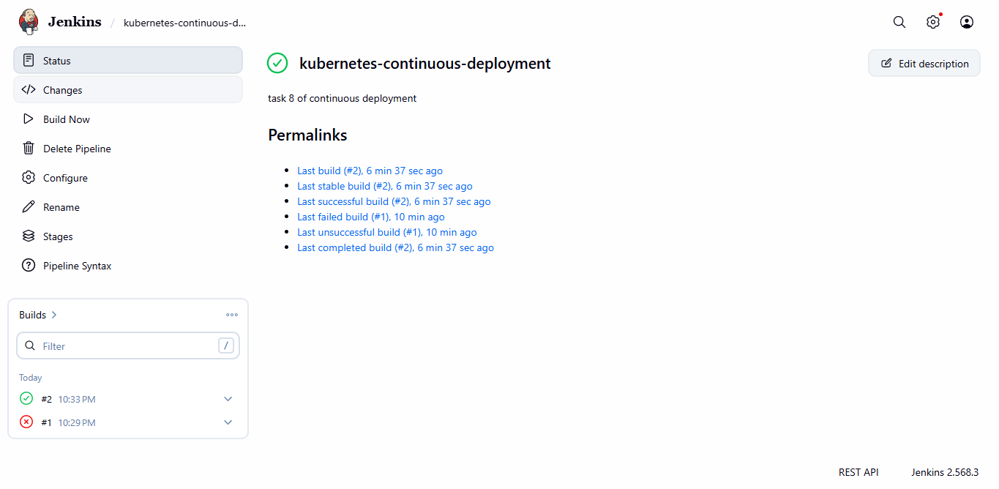 Jenkins / kubernetes-continuous-d...
Status
Changes
Build Now
Delete Pipeline
Configure
Rename
Stages
Pipeline Syntax
Builds
Filter /
Today
#2 10:33 PM
#1 10:29 PM
kubernetes-continuous-deployment
Edit description
task 8 of continuous deployment
Permalinks
Last build (#2), 6 min 37 sec ago
Last stable build (#2), 6 min 37 sec ago
Last successful build (#2), 6 min 37 sec ago
Last failed build (#1), 10 min ago
Last unsuccessful build (#1), 10 min ago
Last completed build (#2), 6 min 37 sec ago
REST API
Jenkins 2.568.3